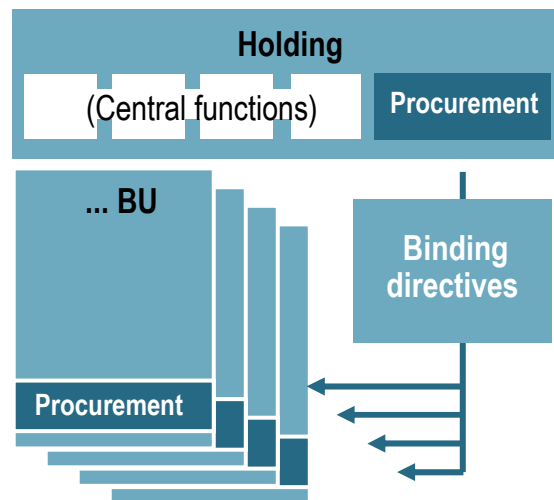 Holding
(Central functions)
Procurement
... BU
Binding
directives
Procurement